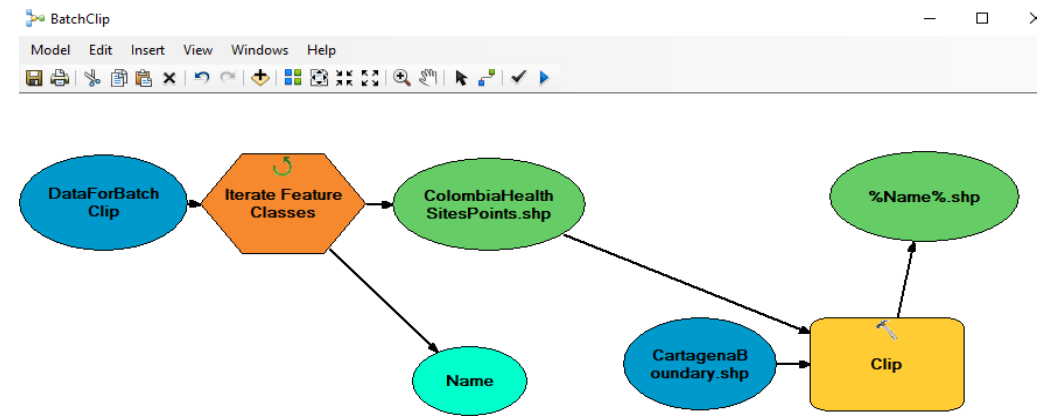 BatchClip
Model Edit Insert View Windows Help
DataForBatch
Clip
Iterate Feature
Classes
ColombiaHealth
SitesPoints.shp
%Name%.shp
Name
CartagenaB
oundary.shp
Clip